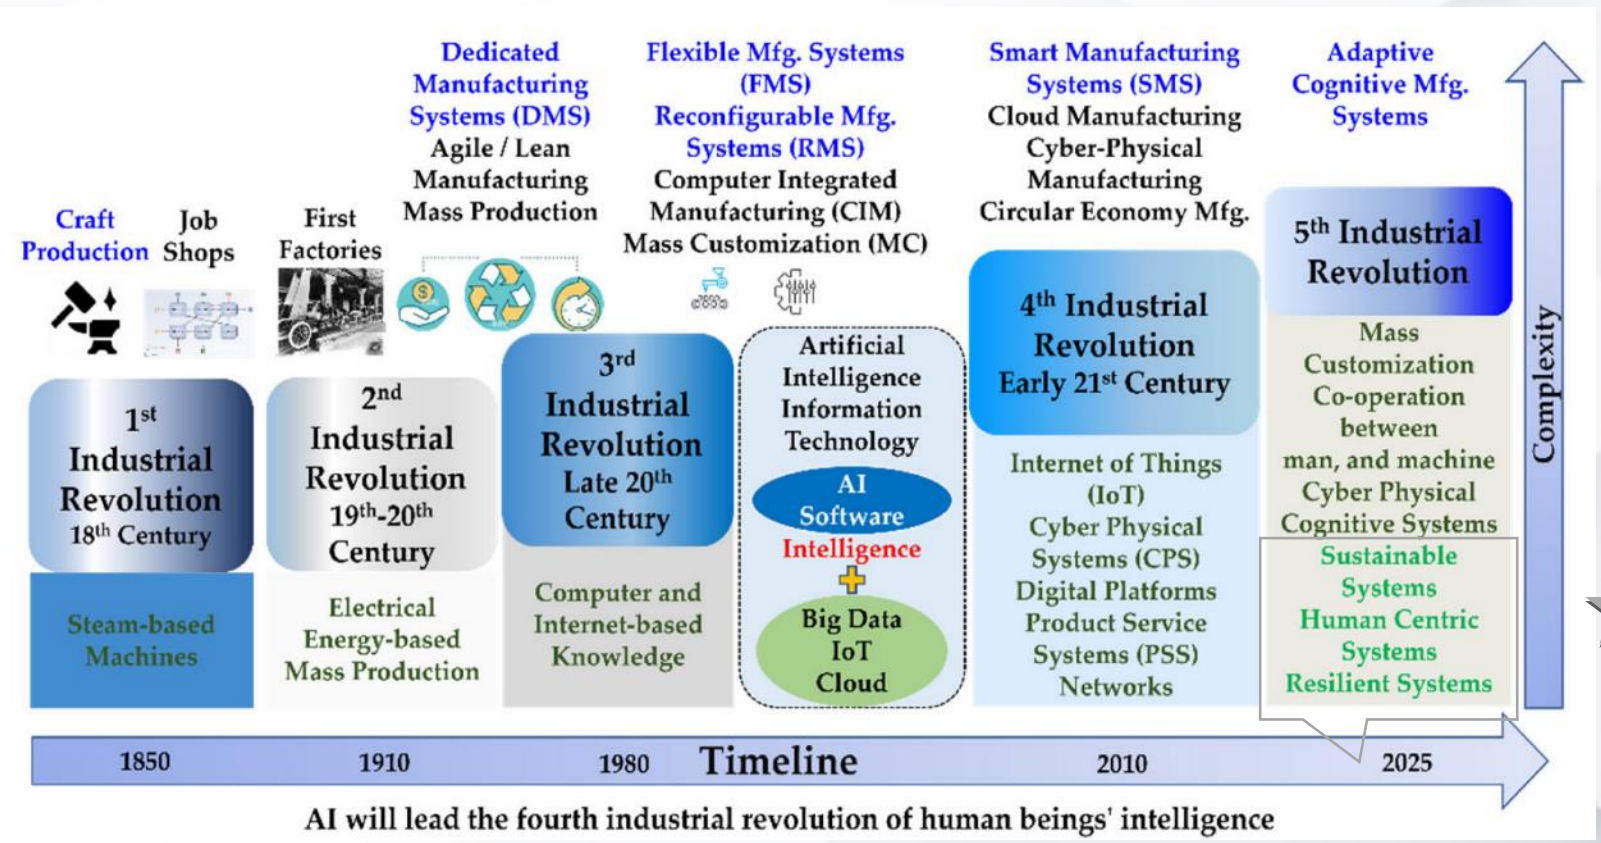 Craft
Production
Job
Shops
First
Factories
Dedicated
Manufacturing
Systems (DMS)
Agile / Lean
Manufacturing
Mass Production
Flexible Mfg. Systems
(FMS)
Reconfigurable Mfg.
Systems (RMS)
Computer Integrated
Manufacturing (CIM)
Mass Customization (MC)
Smart Manufacturing
Systems (SMS)
Cloud Manufacturing
Cyber-Physical
Manufacturing
Circular Economy Mfg.
Adaptive
Cognitive Mfg.
Systems
1st
Industrial
Revolution
18th Century
Steam-based
Machines
2nd
Industrial
Revolution
19th-20th
Century
Electrical
Energy-based
Mass Production
3rd
Industrial
Revolution
Late 20th
Century
Computer and
Internet-based
Knowledge
Artificial
Intelligence
Information
Technology
AI
Software
Intelligence
Big Data
IoT
Cloud
4th Industrial
Revolution
Early 21st Century
Internet of Things
(IoT)
Cyber Physical
Systems (CPS)
Digital Platforms
Product Service
Systems (PSS)
Networks
5th Industrial
Revolution
Mass
Customization
Co-operation
between
man, and machine
Cyber Physical
Cognitive Systems
Sustainable
Systems
Human Centric
Systems
Resilient Systems
Complexity
1850
1910
1980
Timeline
2010
2025
AI will lead the fourth industrial revolution of human beings' intelligence